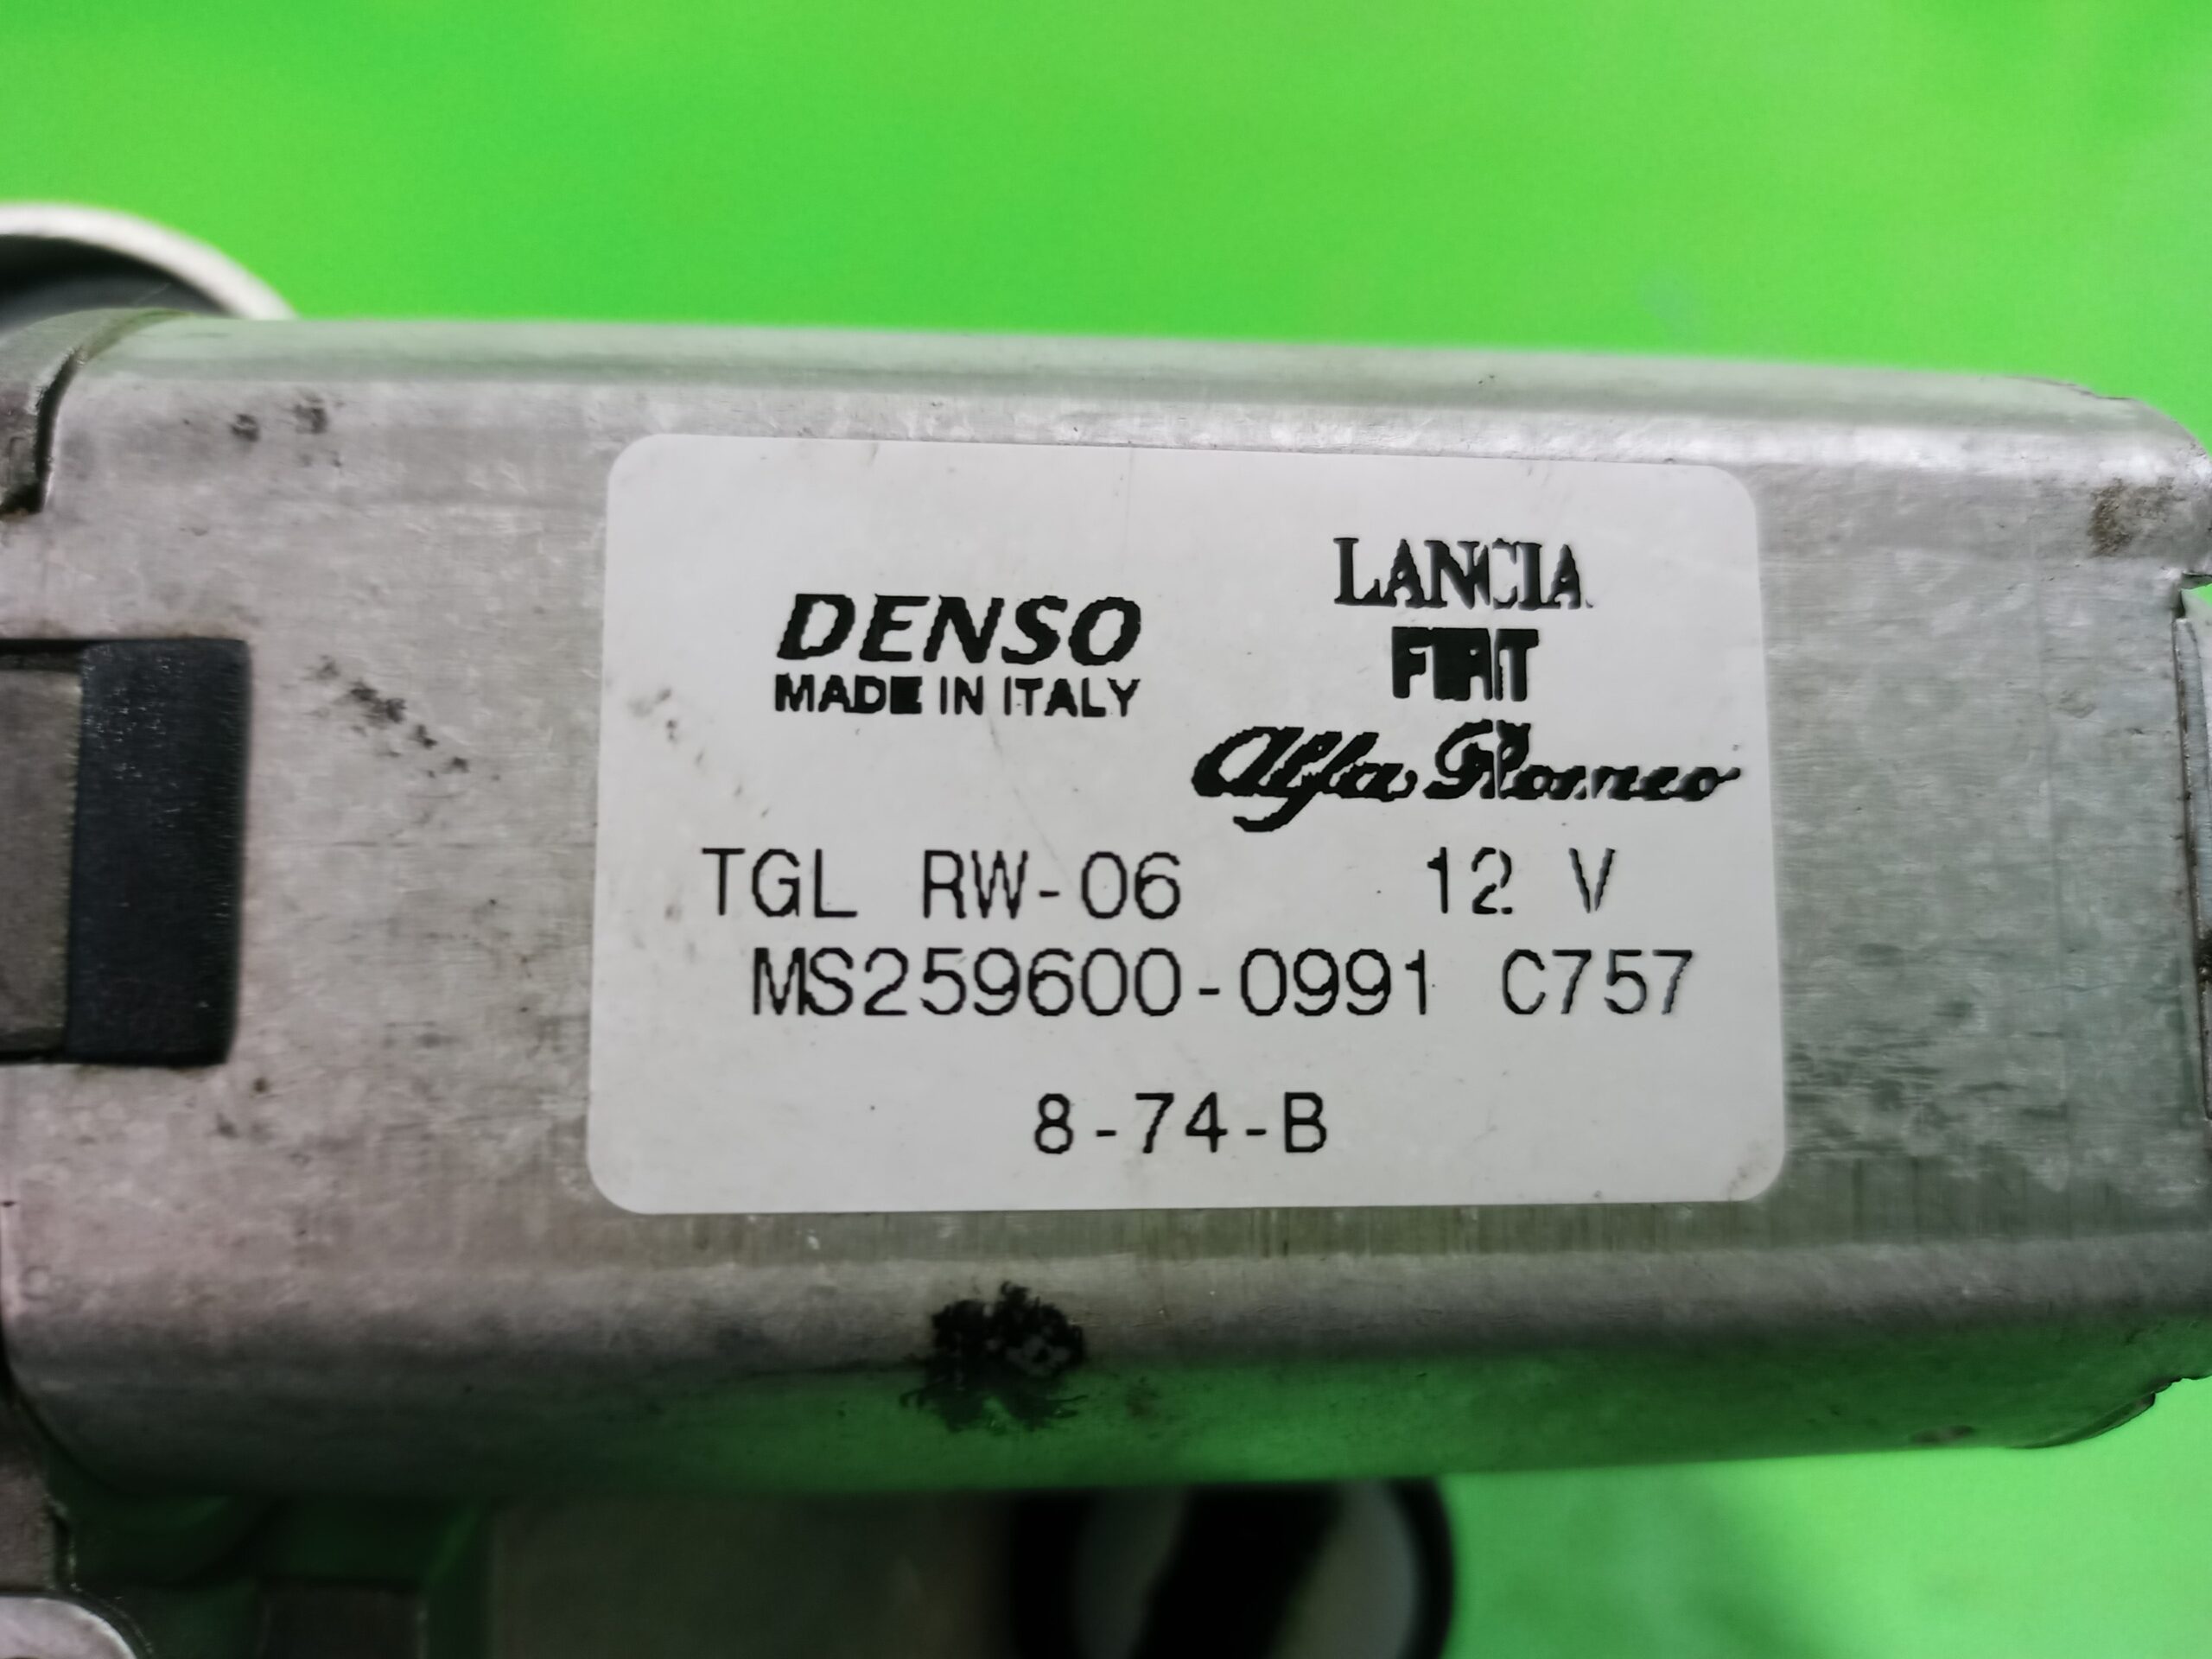 DENSO
MADE IN ITALY
LANCIA
FIAT
Alfa Romeo
TGL RW-06 12 V
MS259600-0991 C757
8-74-B